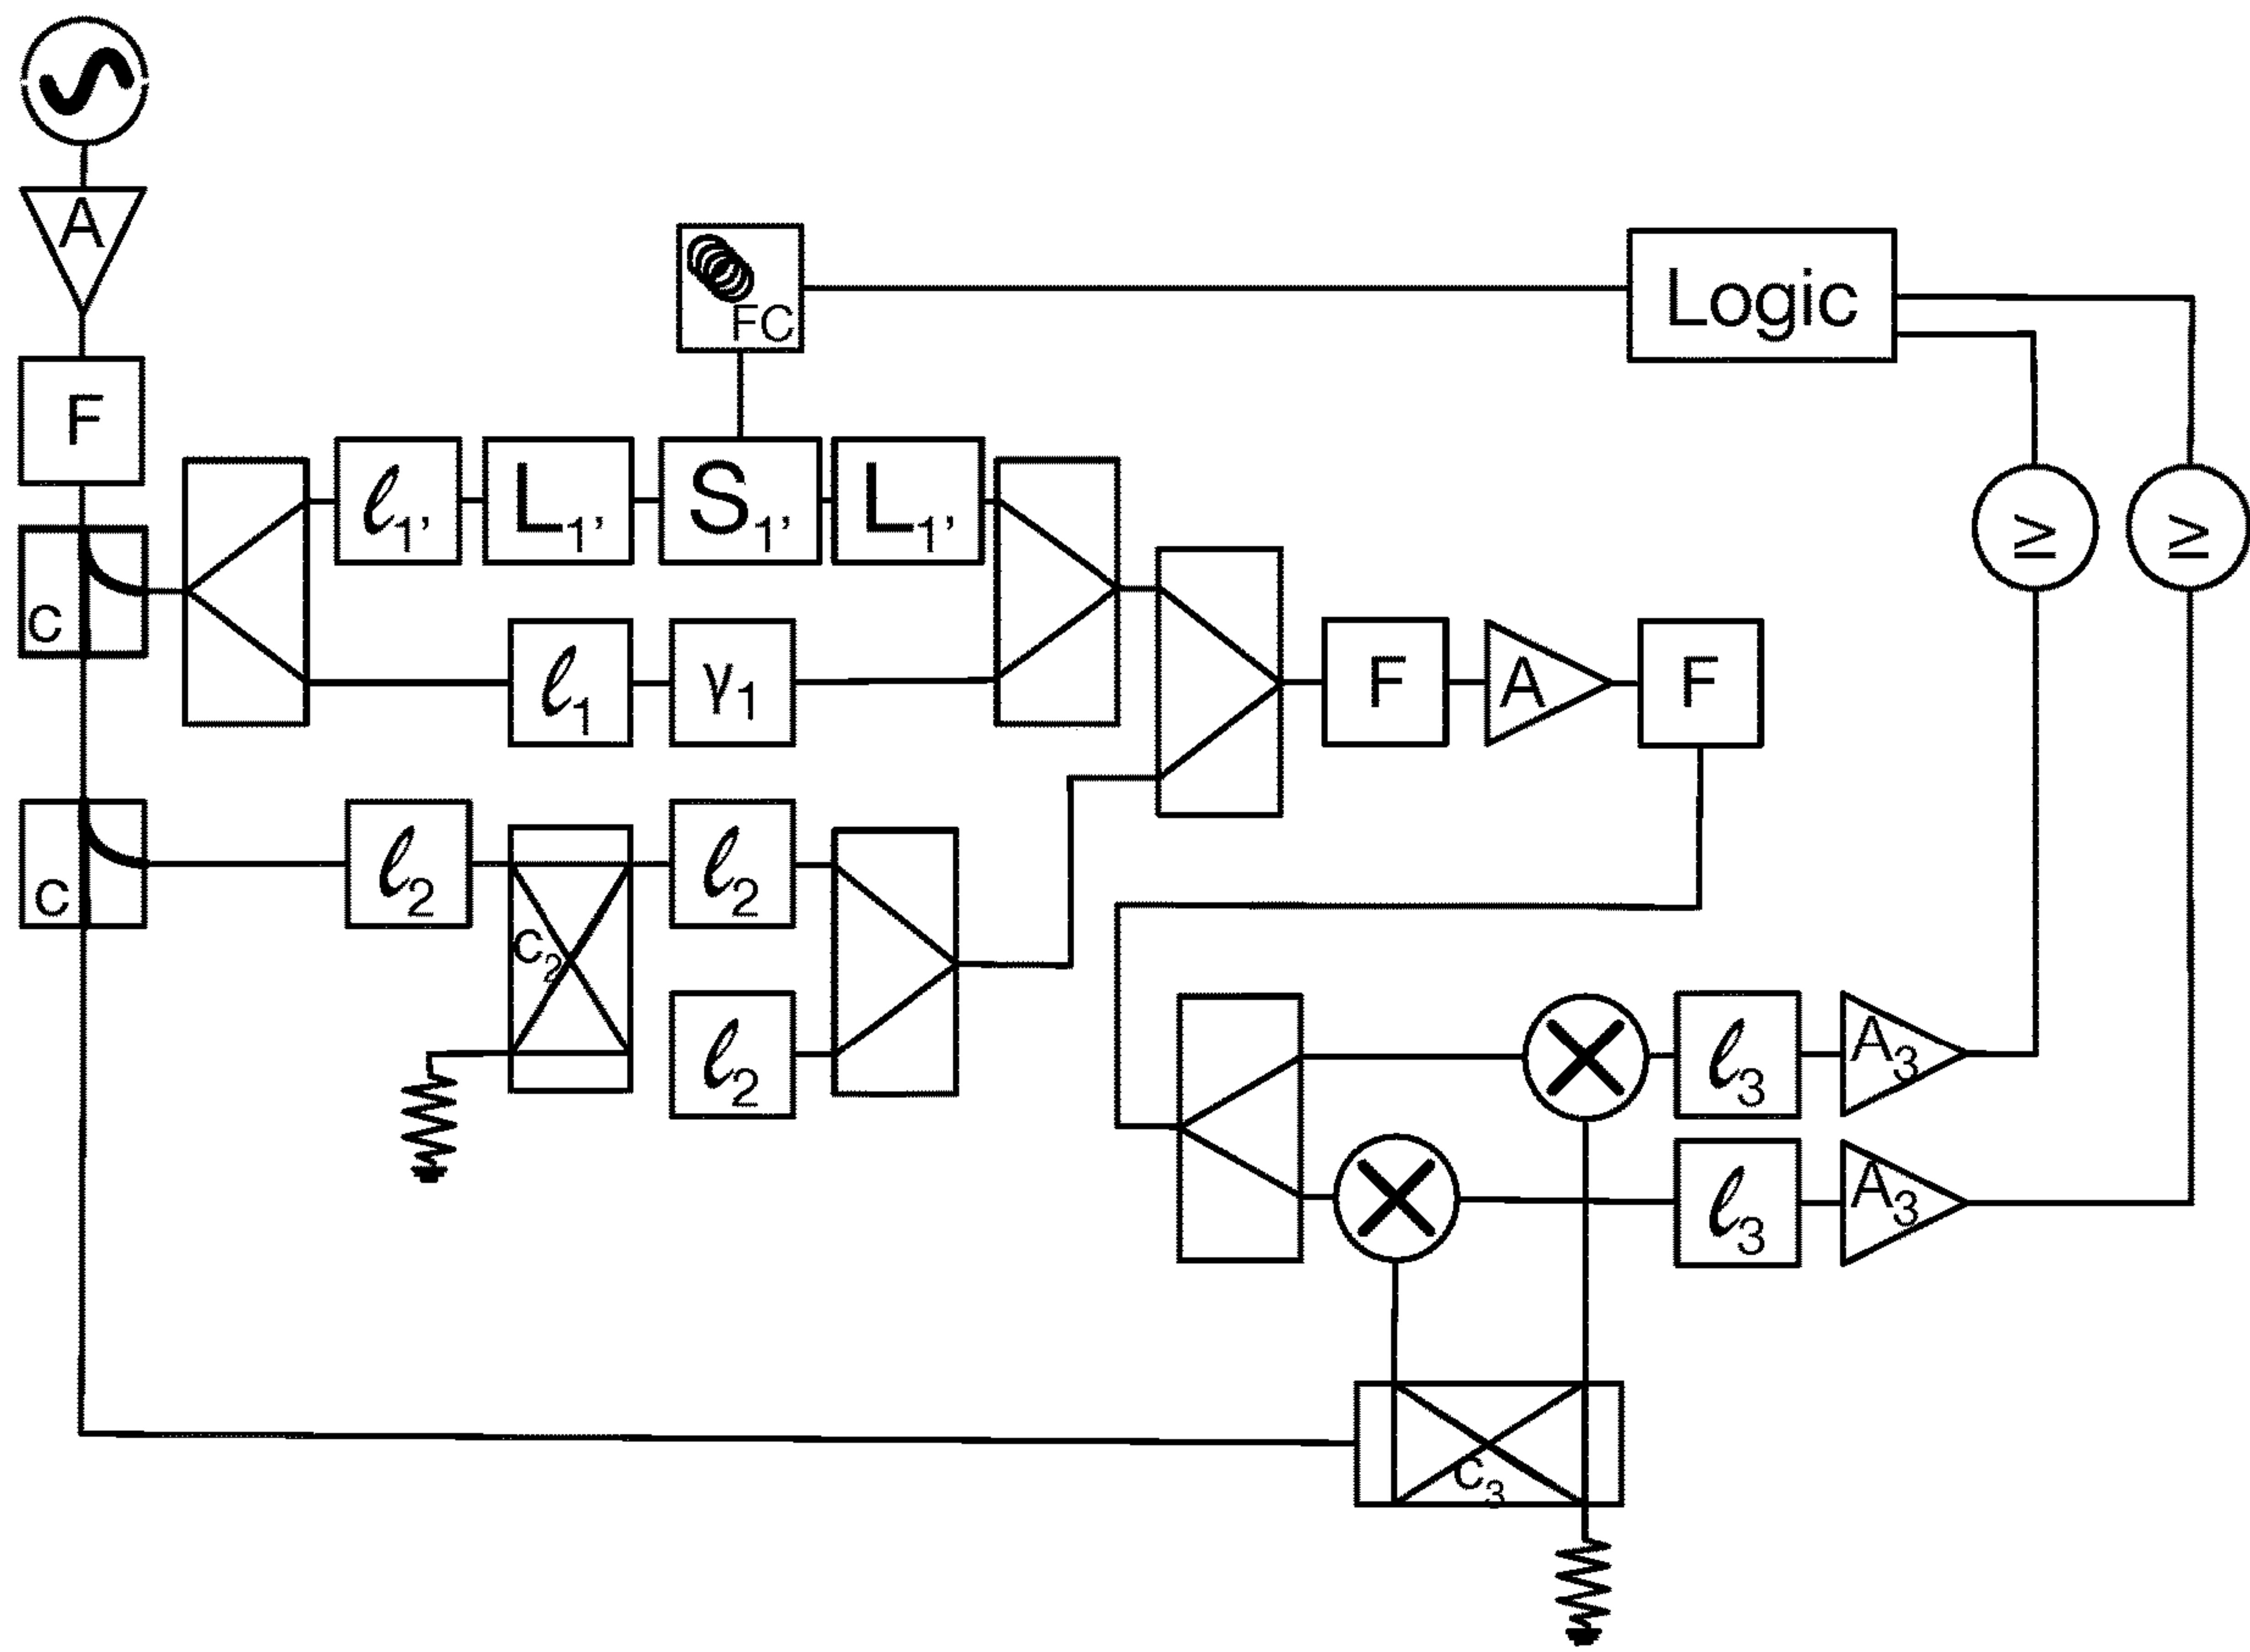 A
FC
Logic
F
ℓ1' L1' S1' L1'
≥ ≥
C
ℓ1 γ1
F A F
C
ℓ2 C2 ℓ2
ℓ2
ℓ3 A3
ℓ3 A3
C3